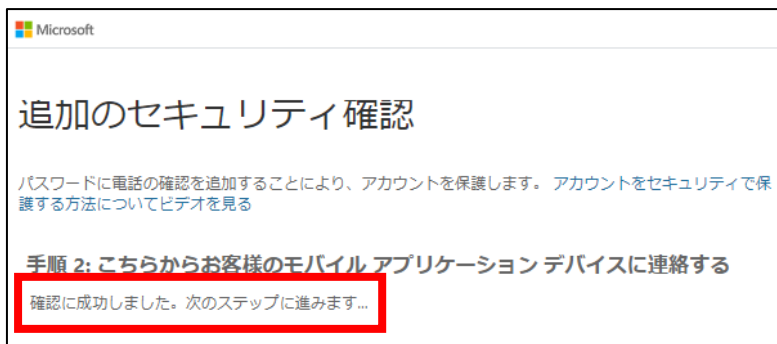 Microsoft
追加のセキュリティ確認
パスワードに電話の確認を追加することにより、アカウントを保護します。 アカウントをセキュリティで保
護する方法についてビデオを見る
手順 2: こちらからお客様のモバイル アプリケーション デバイスに連絡する
確認に成功しました。次のステップに進みます...